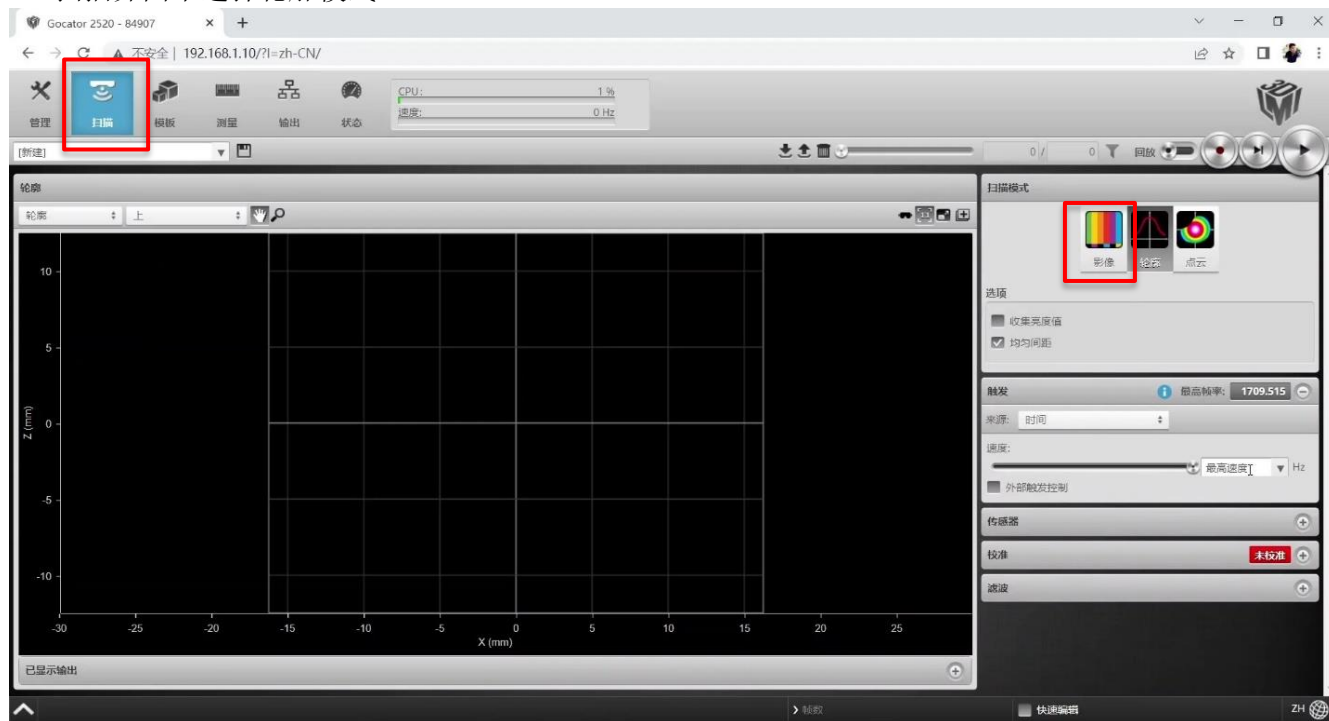 Gocator 2520 - 84907
不安全 | 192.168.1.10/?l=zh-CN/
管理 扫描 模板 测量 输出 状态
CPU: 1 %
速度: 0 Hz
[新建]
0 / 0 回放
轮廓
轮廓 上
10
5
0
-5
-10
Z (mm)
-30 -25 -20 -15 -10 -5 0 5 10 15 20 25
X (mm)
已显示输出
扫描模式
影像 轮廓 点云
选项
收集亮度值
均匀间距
触发 最高帧率: 1709.515
来源: 时间
速度:
最高速度 Hz
外部触发控制
传感器
校准 未校准
滤波
帧数 快速编辑 ZH